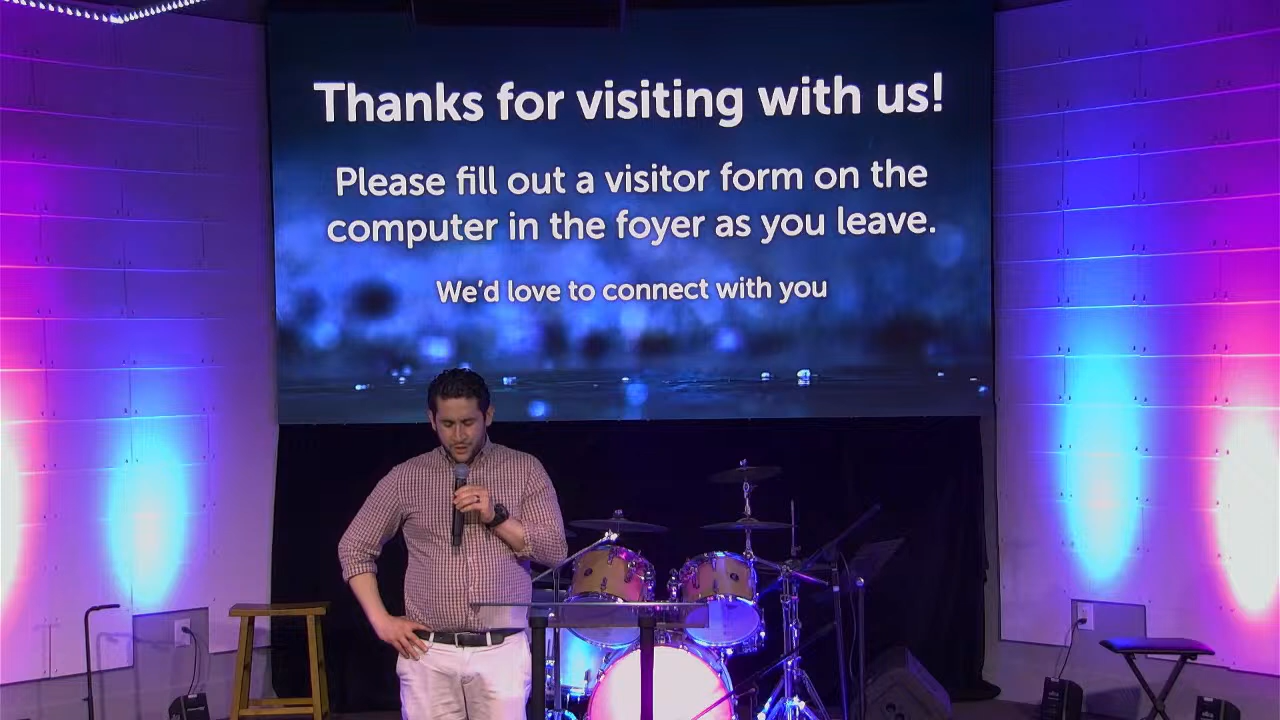 Thanks for visiting with us!
Please fill out a visitor form on the
computer in the foyer as you leave.
We'd love to connect with you